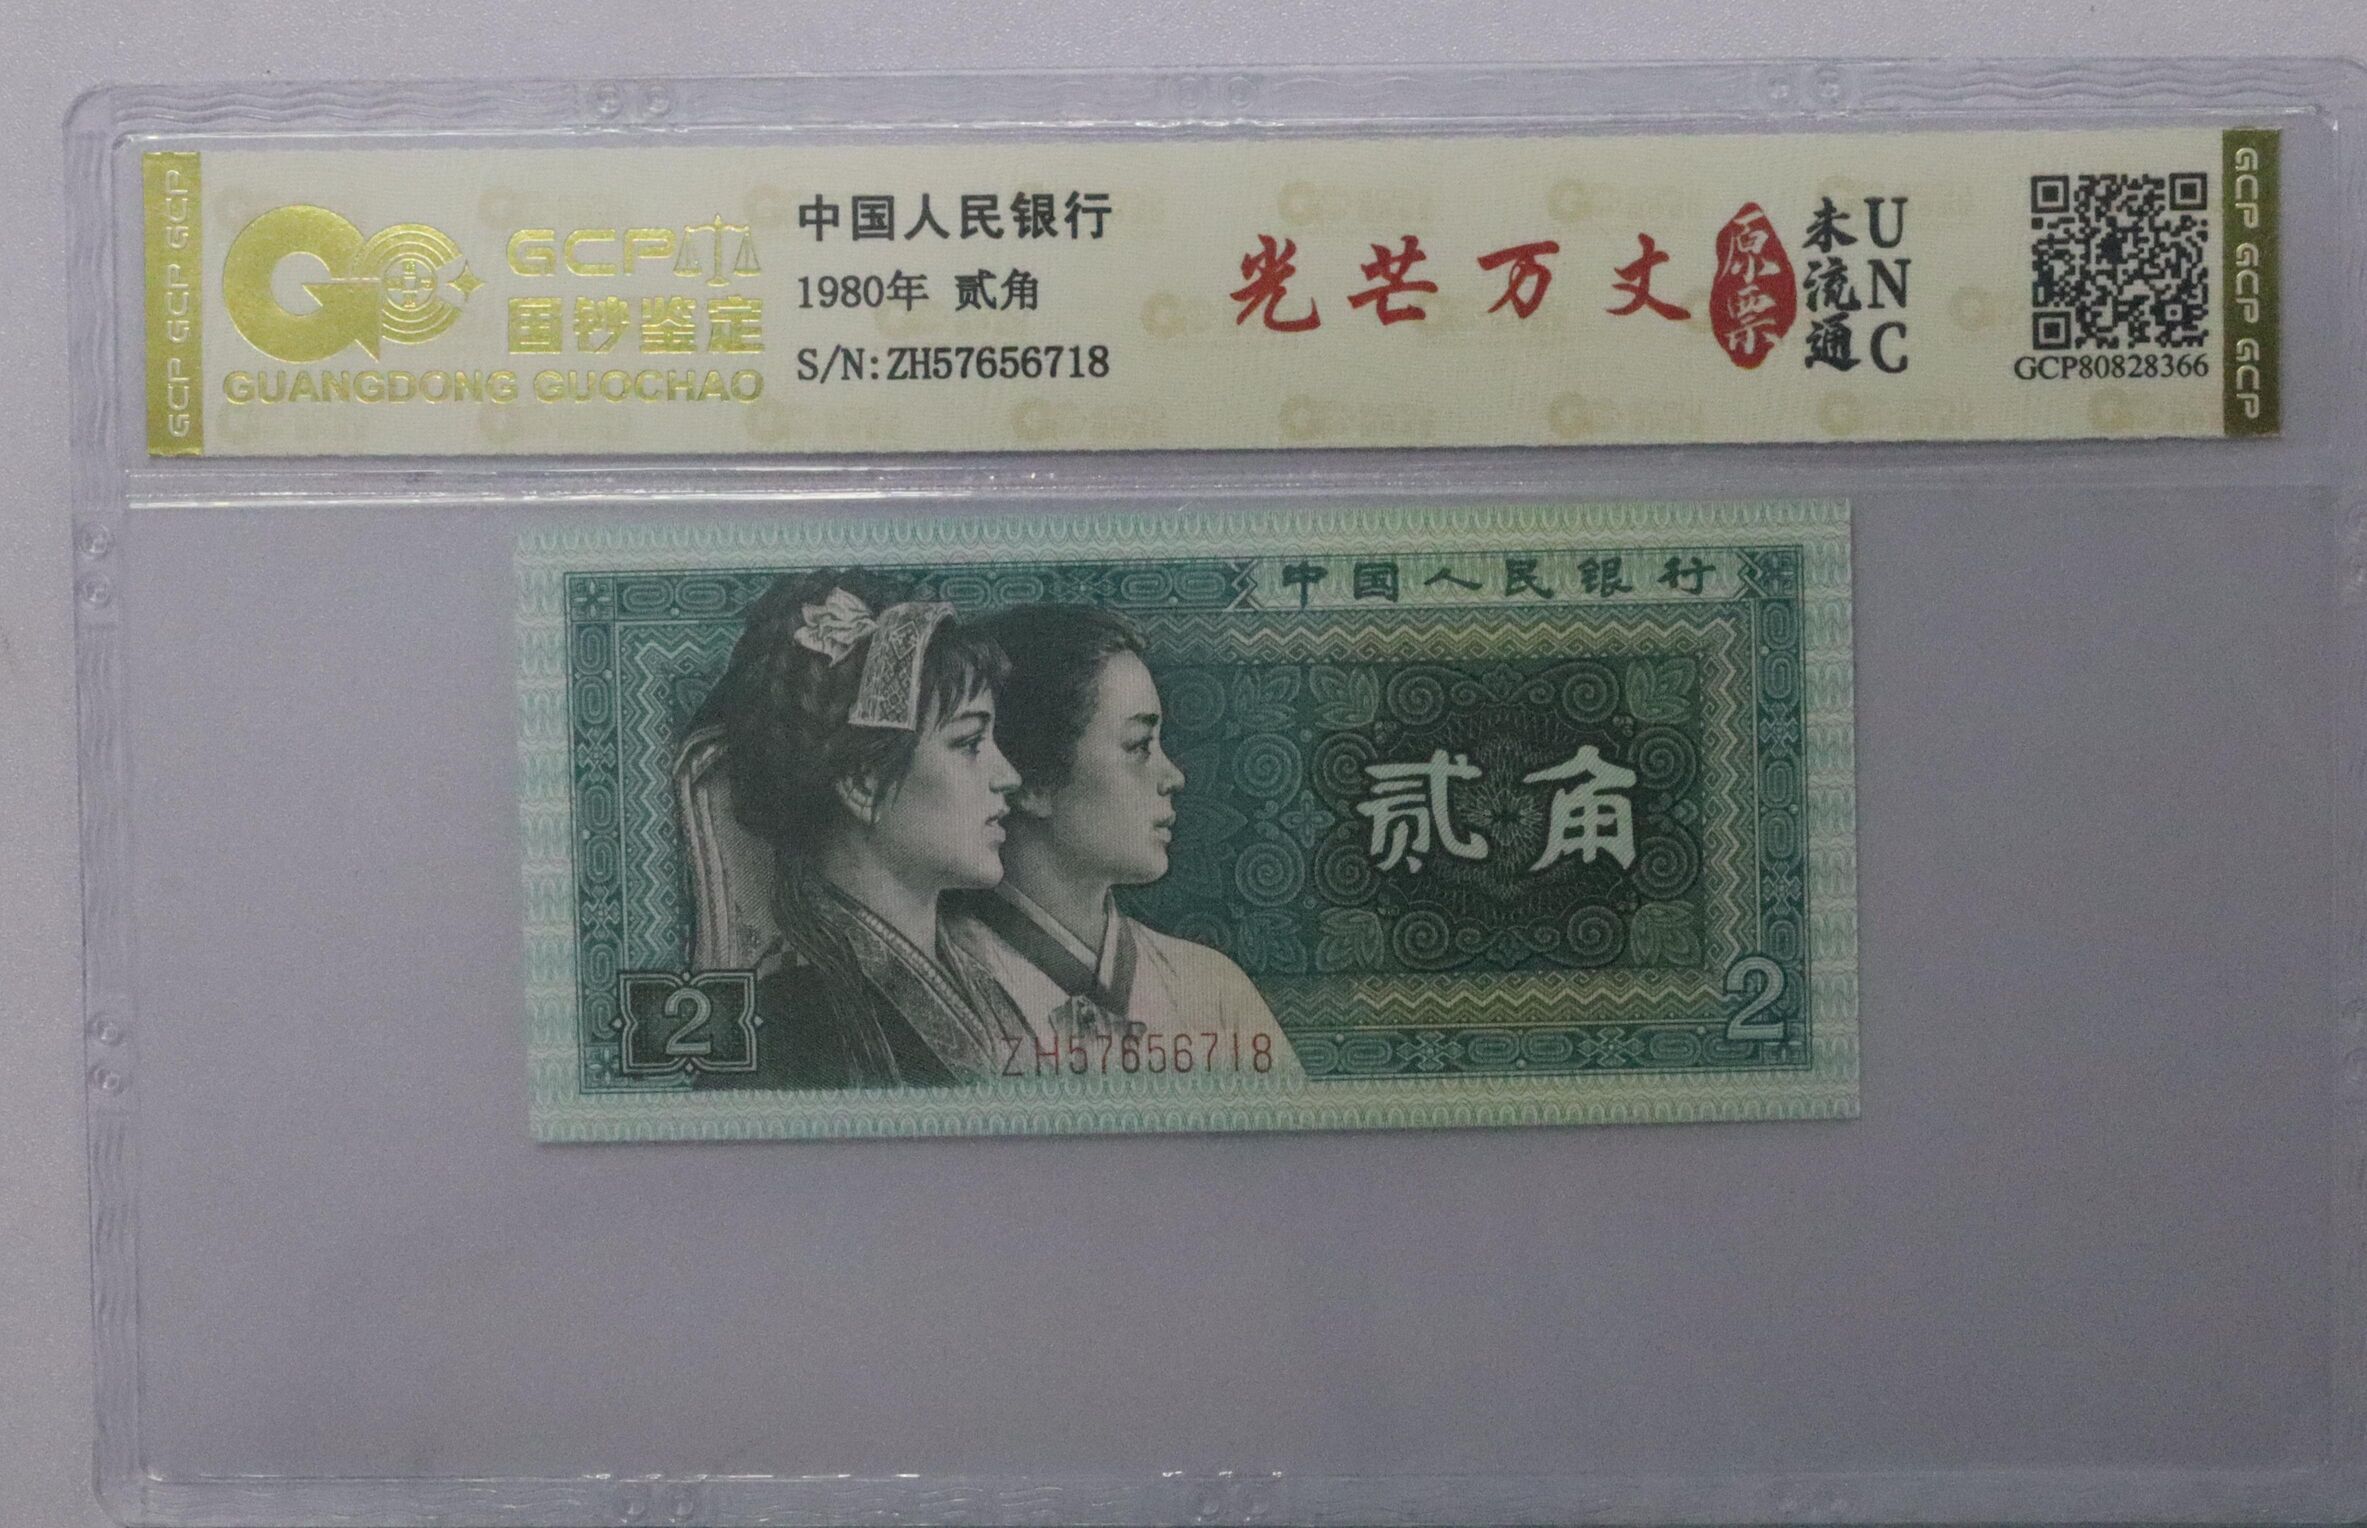 GCP GCP GCP
GCP
国钞鉴定
GUANGDONG GUOCHAO
中国人民银行
1980年 贰角
S/N:ZH57656718
光芒万丈
原票
未流通
UNC
GCP80828366
GCP GCP GCP
中国人民银行
贰角
2
2
ZH57656718